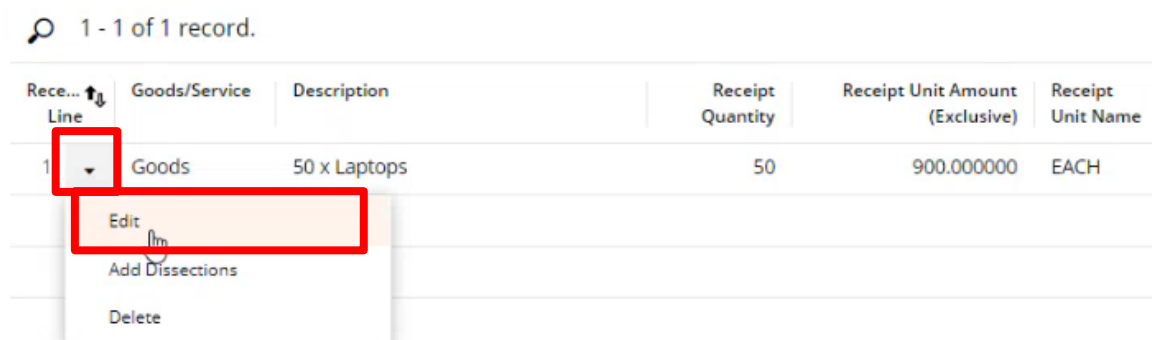 1 - 1 of 1 record.
Rece... Line Goods/Service Description Receipt Quantity Receipt Unit Amount (Exclusive) Receipt Unit Name
1 Goods 50 x Laptops 50 900.000000 EACH
Edit
Add Dissections
Delete